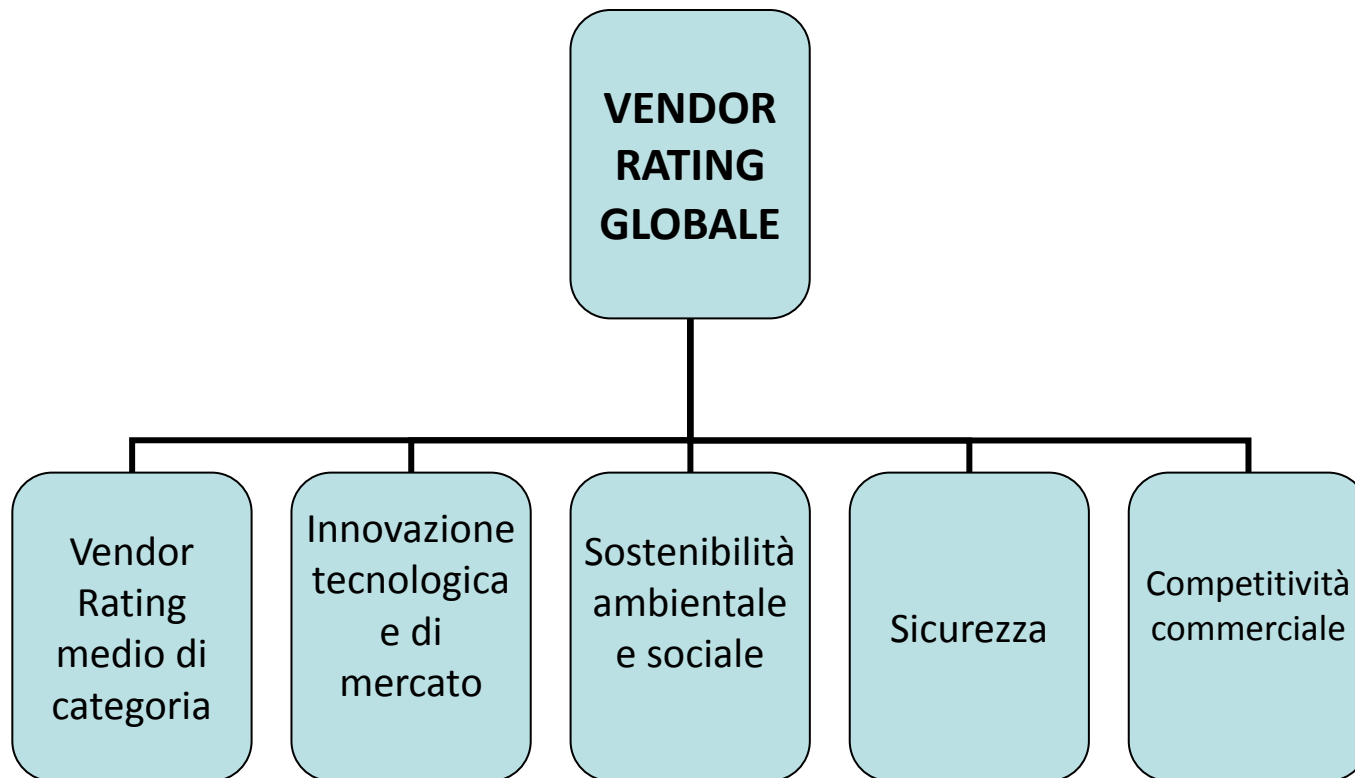 VENDOR
RATING
GLOBALE
Vendor
Rating
medio di
categoria
Innovazione
tecnologica
e di
mercato
Sostenibilità
ambientale
e sociale
Sicurezza
Competitività
commerciale